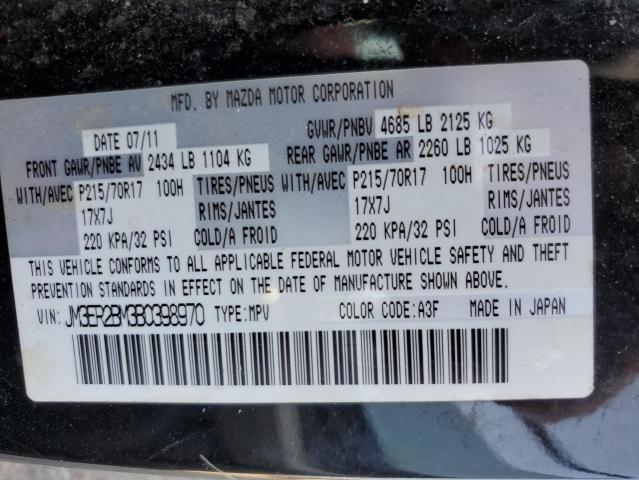 MFD. BY MAZDA MOTOR CORPORATION
DATE 07/11 GVWR/PNBV 4685 LB 2125 KG
FRONT GAWR/PNBE AV 2434 LB 1104 KG REAR GAWR/PNBE AR 2260 LB 1025 KG
WITH/AVEC P215/70R17 100H TIRES/PNEUS WITH/AVEC P215/70R17 100H TIRES/PNEUS
17X7J RIMS/JANTES 17X7J RIMS/JANTES
220 KPA/32 PSI COLD/A FROID 220 KPA/32 PSI COLD/A FROID
THIS VEHICLE CONFORMS TO ALL APPLICABLE FEDERAL MOTOR VEHICLE SAFETY AND THEFT
PREVENTION STANDARDS IN EFFECT ON THE DATE OF MANUFACTURE SHOWN ABOVE.
VIN: JM3ER2BM3B0398970 TYPE: MPV COLOR CODE: A3F MADE IN JAPAN